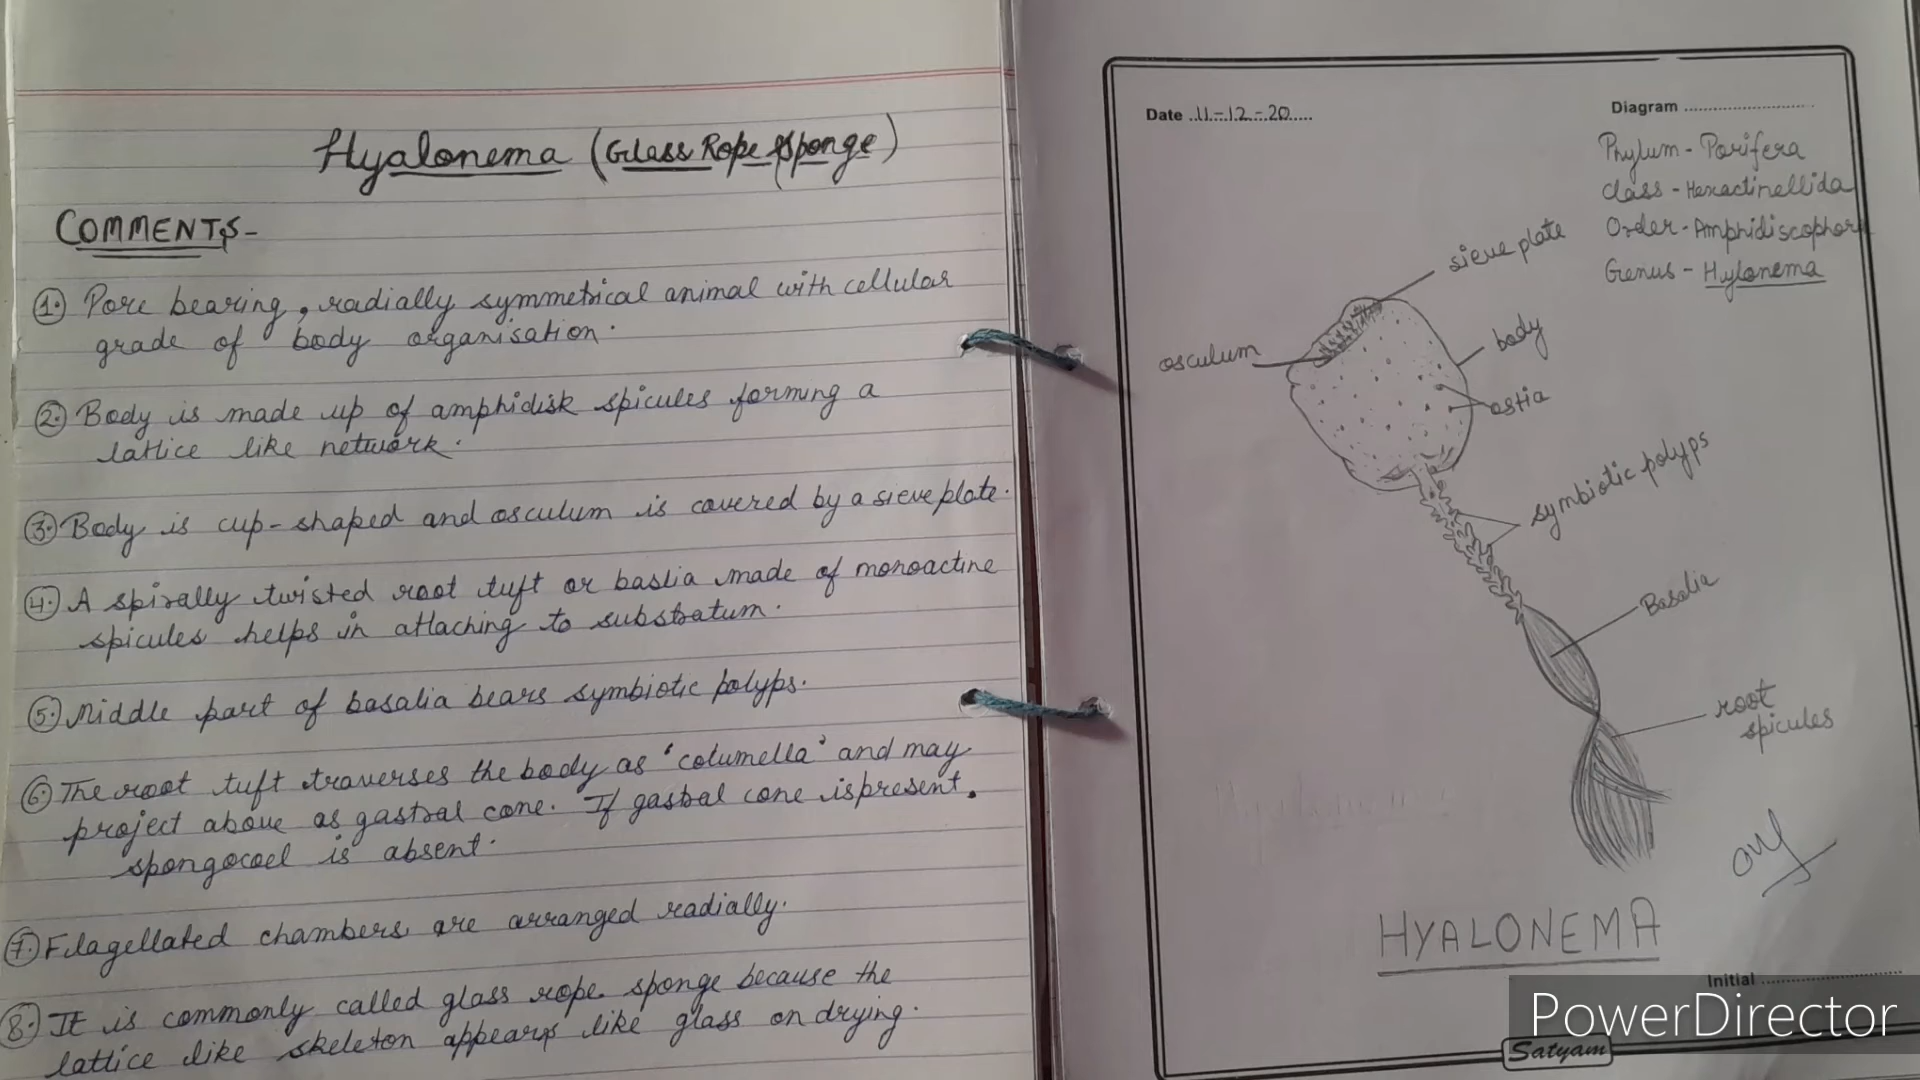 Hyalonema (Glass Rope Sponge)
COMMENTS-
1. Pore bearing, radially symmetrical animal with cellular
grade of body organisation.
2. Body is made up of amphidisk spicules forming a
lattice like network.
3. Body is cup-shaped and osculum is covered by a sieve plate.
4. A spirally twisted root tuft or baslia made of monoactine
spicules helps in attaching to substratum.
5. Middle part of basalia bears symbiotic polyps.
6. The root tuft traverses the body as 'columella' and may
project above as gastral cone. If gastral cone is present.
spongocoel is absent.
7. Flagellated chambers are arranged radially.
8. It is commonly called glass rope sponge because the
lattice like skeleton appears like glass on drying.
Date 11-12-20
Diagram
Phylum - Porifera
Class - Hexactinellida
Order - Amphidiscophora
Genus - Hylonema
sieve plate
osculum
body
ostia
symbiotic polyps
Basalia
root
spicules
HYALONEMA
Initial
PowerDirector
Satyam